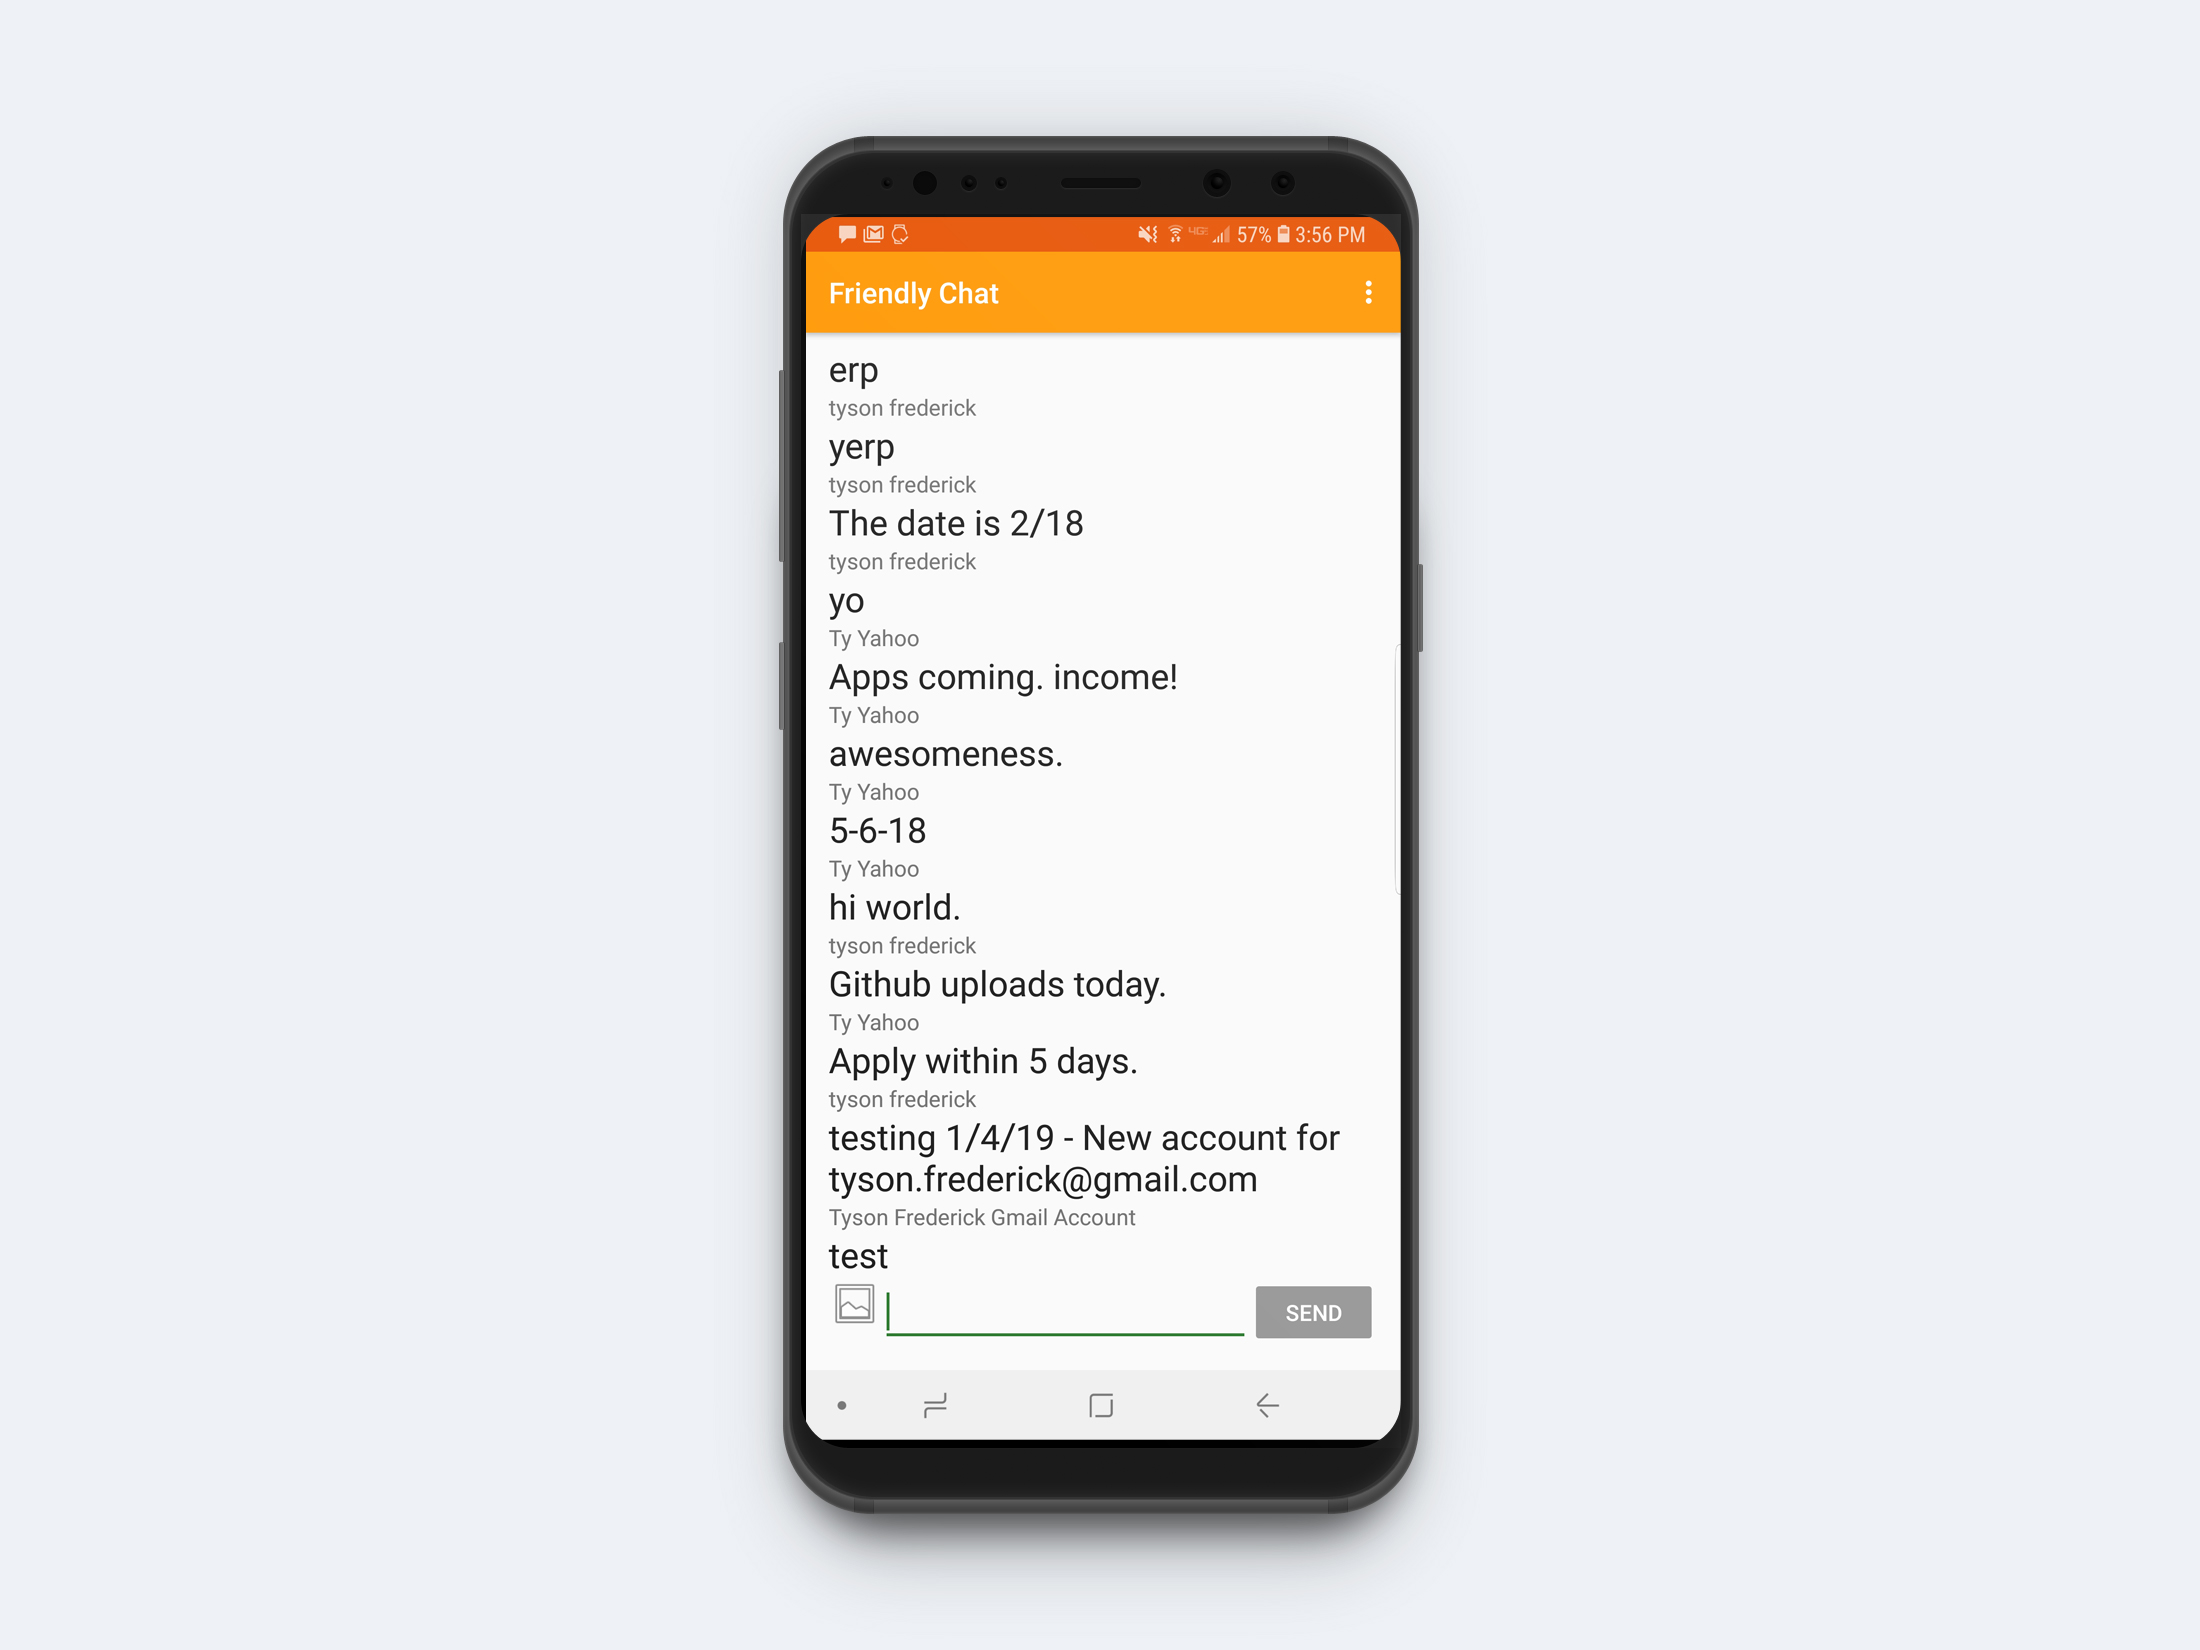 57% 3:56 PM
Friendly Chat
erp
tyson frederick
yerp
tyson frederick
The date is 2/18
tyson frederick
yo
Ty Yahoo
Apps coming. income!
Ty Yahoo
awesomeness.
Ty Yahoo
5-6-18
Ty Yahoo
hi world.
tyson frederick
Github uploads today.
Ty Yahoo
Apply within 5 days.
tyson frederick
testing 1/4/19 - New account for
tyson.frederick@gmail.com
Tyson Frederick Gmail Account
test
SEND